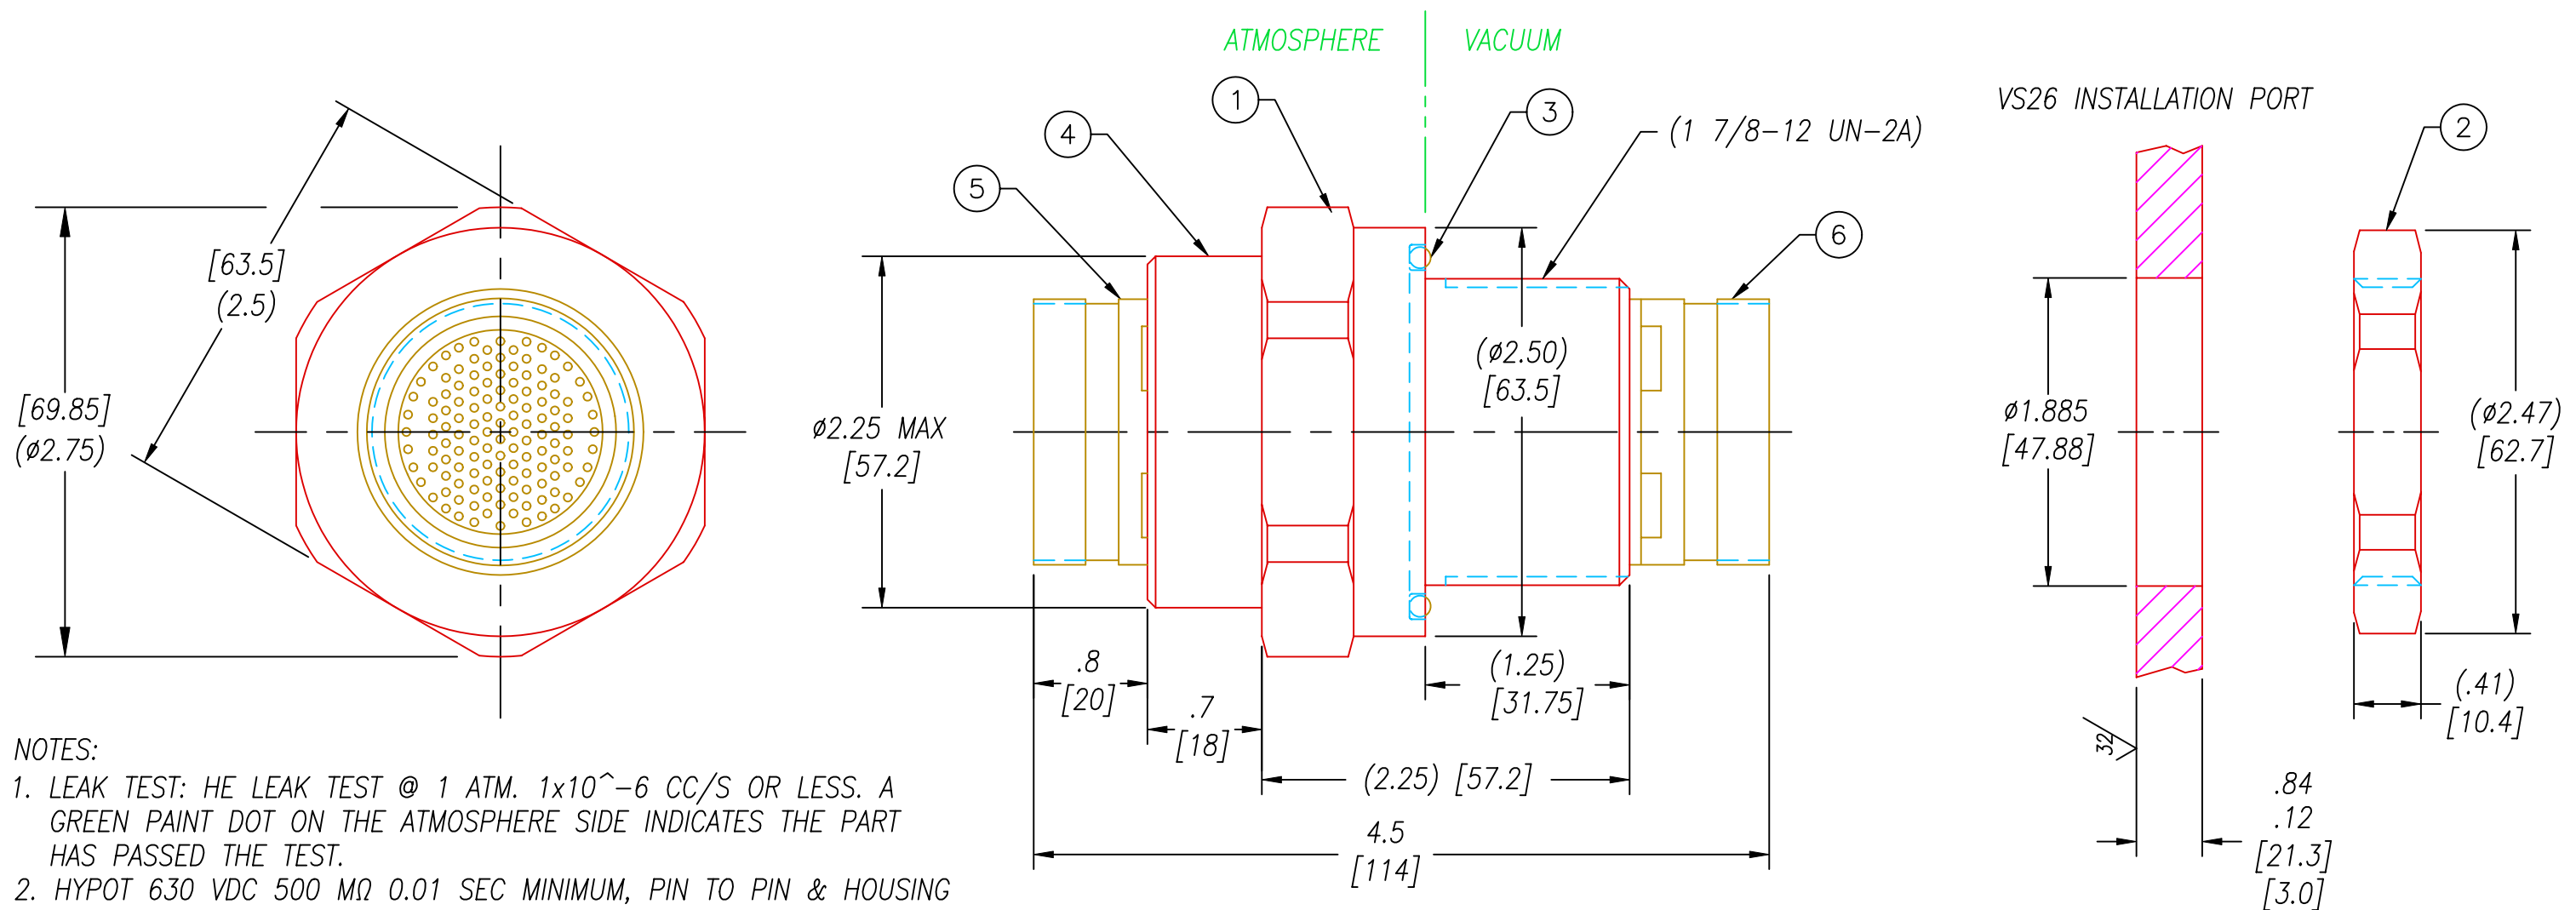 ATMOSPHERE
VACUUM
VS26 INSTALLATION PORT
1
2
3
4
5
6
(1 7/8-12 UN-2A)
[63.5]
(2.5)
[69.85]
(ø2.75)
ø2.25 MAX
[57.2]
(ø2.50)
[63.5]
ø1.885
[47.88]
(ø2.47)
[62.7]
.8
[20]
.7
[18]
(1.25)
[31.75]
(2.25) [57.2]
4.5
[114]
32
.84
.12
[21.3]
[3.0]
(.41)
[10.4]
NOTES:
1. LEAK TEST: HE LEAK TEST @ 1 ATM. 1x10^-6 CC/S OR LESS. A
GREEN PAINT DOT ON THE ATMOSPHERE SIDE INDICATES THE PART
HAS PASSED THE TEST.
2. HYPOT 630 VDC 500 MΩ 0.01 SEC MINIMUM, PIN TO PIN & HOUSING